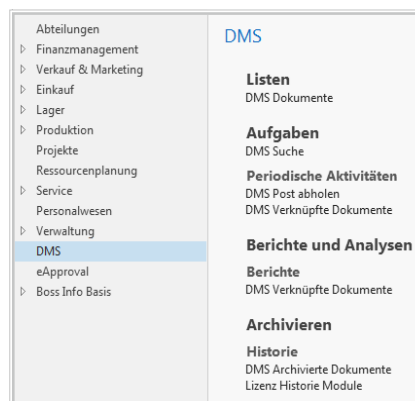 Abteilungen
Finanzmanagement
Verkauf & Marketing
Einkauf
Lager
Produktion
Projekte
Ressourcenplanung
Service
Personalwesen
Verwaltung
DMS
eApproval
Boss Info Basis
DMS
Listen
DMS Dokumente
Aufgaben
DMS Suche
Periodische Aktivitäten
DMS Post abholen
DMS Verknüpfte Dokumente
Berichte und Analysen
Berichte
DMS Verknüpfte Dokumente
Archivieren
Historie
DMS Archivierte Dokumente
Lizenz Historie Module